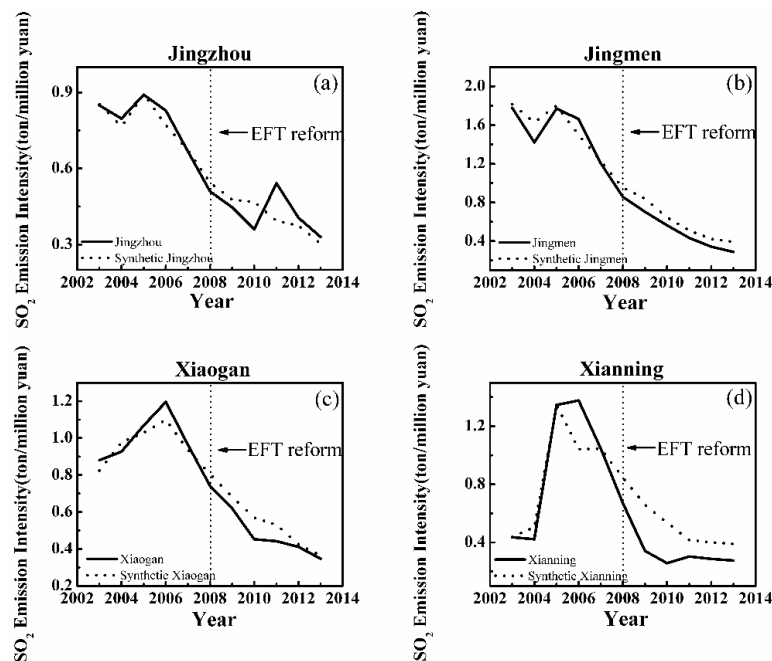 Jingzhou
(a)
SO2 Emission Intensity(ton/million yuan)
0.9
0.6
0.3
EFT reform
Jingzhou
Synthetic Jingzhou
2002 2004 2006 2008 2010 2012 2014
Year
Jingmen
(b)
SO2 Emission Intensity(ton/million yuan)
2.0
1.6
1.2
0.8
0.4
EFT reform
Jingmen
Synthetic Jingmen
2002 2004 2006 2008 2010 2012 2014
Year
Xiaogan
(c)
SO2 Emission Intensity(ton/million yuan)
1.2
1.0
0.8
0.6
0.4
0.2
EFT reform
Xiaogan
Synthetic Xiaogan
2002 2004 2006 2008 2010 2012 2014
Year
Xianning
(d)
SO2 Emission Intensity(ton/million yuan)
1.2
0.8
0.4
EFT reform
Xianning
Synthetic Xianning
2002 2004 2006 2008 2010 2012 2014
Year